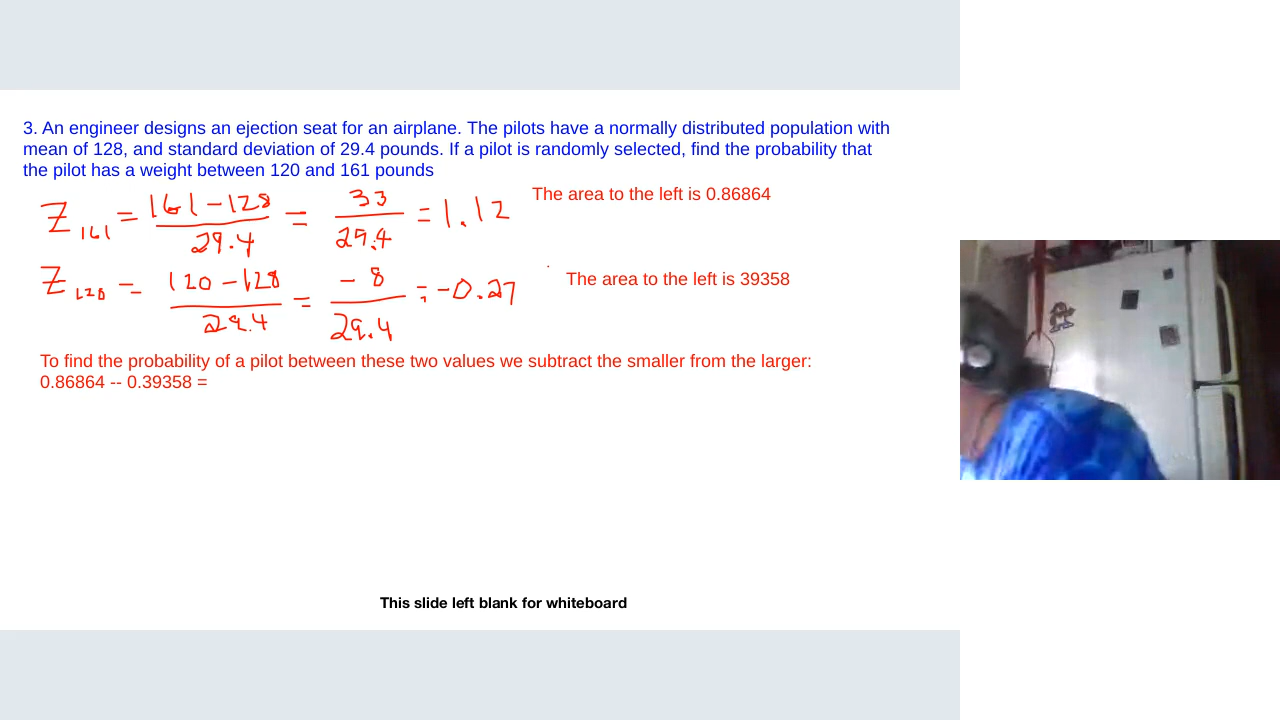 3. An engineer designs an ejection seat for an airplane. The pilots have a normally distributed population with
mean of 128, and standard deviation of 29.4 pounds. If a pilot is randomly selected, find the probability that
the pilot has a weight between 120 and 161 pounds
Z 161 = 161 - 128 / 29.4 = 33 / 29.4 = 1.12
The area to the left is 0.86864
Z 120 = 120 - 128 / 29.4 = -8 / 29.4 = -0.27
The area to the left is 39358
To find the probability of a pilot between these two values we subtract the smaller from the larger:
0.86864 -- 0.39358 =
This slide left blank for whiteboard